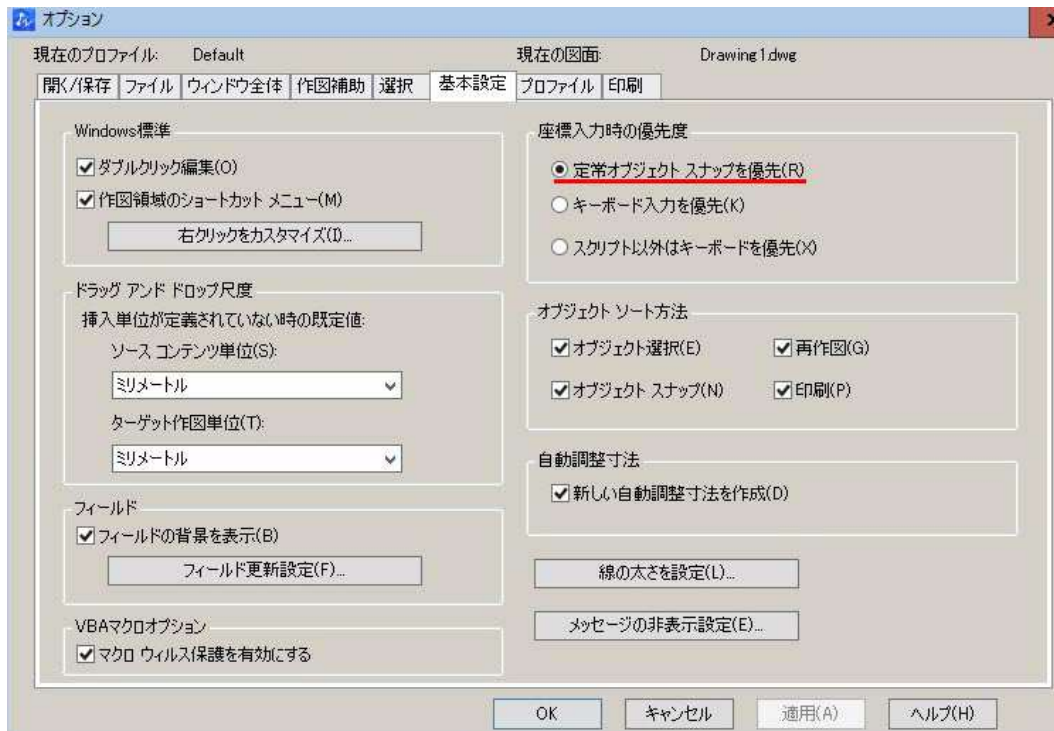 オプション
現在のプロファイル: Default 現在の図面: Drawing1.dwg
開く/保存 ファイル ウィンドウ全体 作図補助 選択 基本設定 プロファイル 印刷
Windows標準
ダブルクリック編集(O)
作図領域のショートカット メニュー(M)
右クリックをカスタマイズ(I)...
ドラッグ アンド ドロップ尺度
挿入単位が定義されていない時の既定値:
ソース コンテンツ単位(S):
ミリメートル
ターゲット作図単位(T):
ミリメートル
フィールド
フィールドの背景を表示(B)
フィールド更新設定(F)...
VBAマクロオプション
マクロ ウィルス保護を有効にする
座標入力時の優先度
定常オブジェクト スナップを優先(R)
キーボード入力を優先(K)
スクリプト以外はキーボードを優先(X)
オブジェクト ソート方法
オブジェクト選択(E) 再作図(G)
オブジェクト スナップ(N) 印刷(P)
自動調整寸法
新しい自動調整寸法を作成(D)
線の太さを設定(L)...
メッセージの非表示設定(E)...
OK キャンセル 適用(A) ヘルプ(H)